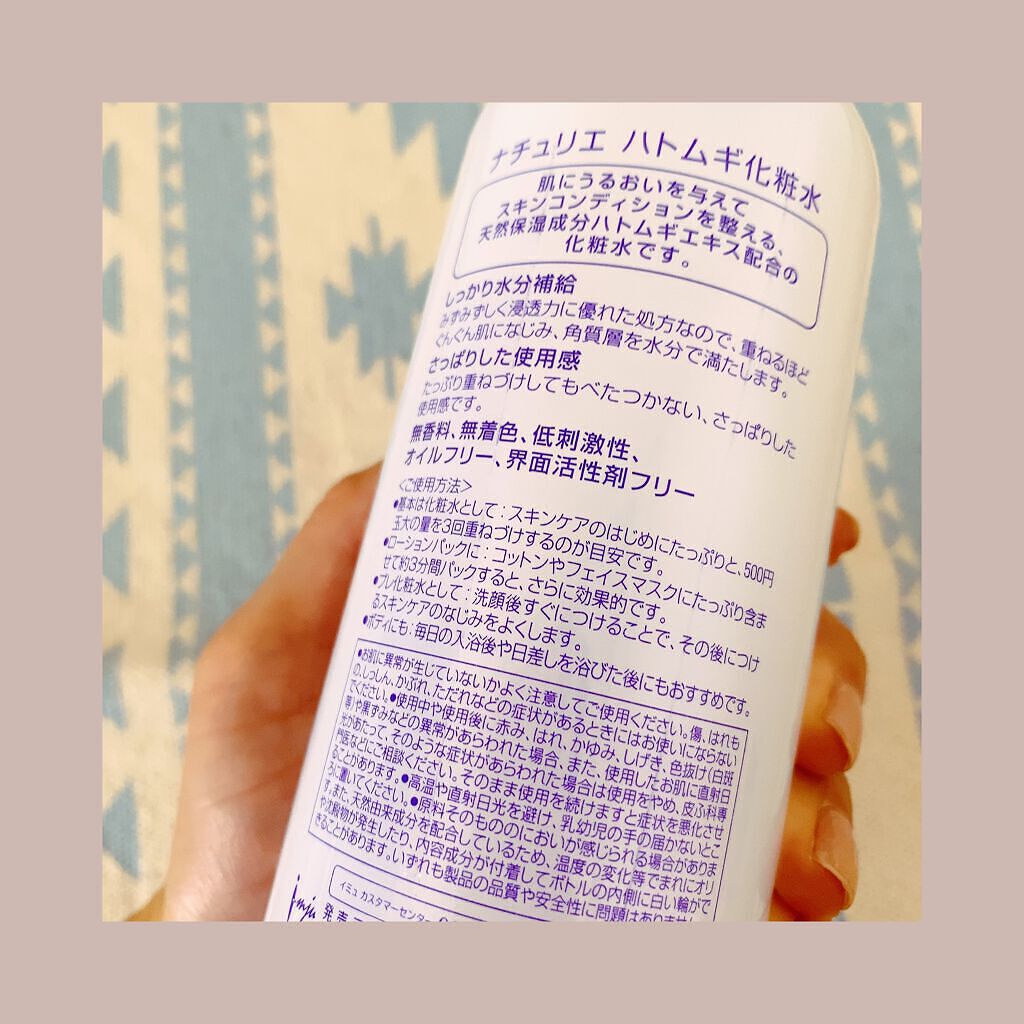 ナチュリエ ハトムギ化粧水
肌にうるおいを与えて
スキンコンディションを整える、
天然保湿成分ハトムギエキス配合の
化粧水です。
しっかり水分補給
みずみずしく浸透力に優れた処方なので、重ねるほど
ぐんぐん肌になじみ、角質層を水分で満たします。
さっぱりした使用感
たっぷり重ねづけしてもべたつかない、さっぱりした
使用感です。
無香料、無着色、低刺激性、
オイルフリー、界面活性剤フリー
〈ご使用方法〉
●基本は化粧水として：スキンケアのはじめにたっぷりと、500円
玉大の量を3回重ねづけするのが目安です。
●ローションパックに：コットンやフェイスマスクにたっぷり含ま
せて約3分間パックすると、さらに効果的です。
●プレ化粧水として：洗顔後すぐにつけることで、その後につけ
るスキンケアのなじみをよくします。
●ボディにも：毎日の入浴後や日差しを浴びた後にもおすすめです。
●お肌に異常が生じていないかよく注意してご使用ください。傷、はれも
の、しっしん、かぶれ、ただれなどの症状があるときにはお使いにならない
でください。●使用中や使用後に赤み、はれ、かゆみ、しげき、色抜け(白斑
等)や黒ずみなどの異常があらわれた場合、また、使用したお肌に直射日
光があたって、そのような症状があらわれた場合は使用をやめ、皮ふ科専
門医などにご相談ください。そのまま使用を続けますと症状を悪化させ
ることがあります。●高温や直射日光を避け、乳幼児の手の届かないとこ
ろに置いてください。●原料そのもののにおいが感じられる場合がありま
す。また、天然由来成分を配合しているため、温度の変化等でまれにオリ
や沈殿物が発生したり、内容成分が付着してボトルの内側に白い輪がで
きることがあります。いずれも製品の品質や安全性に問題はありません
imju
イミュ カスタマーセンター
発売